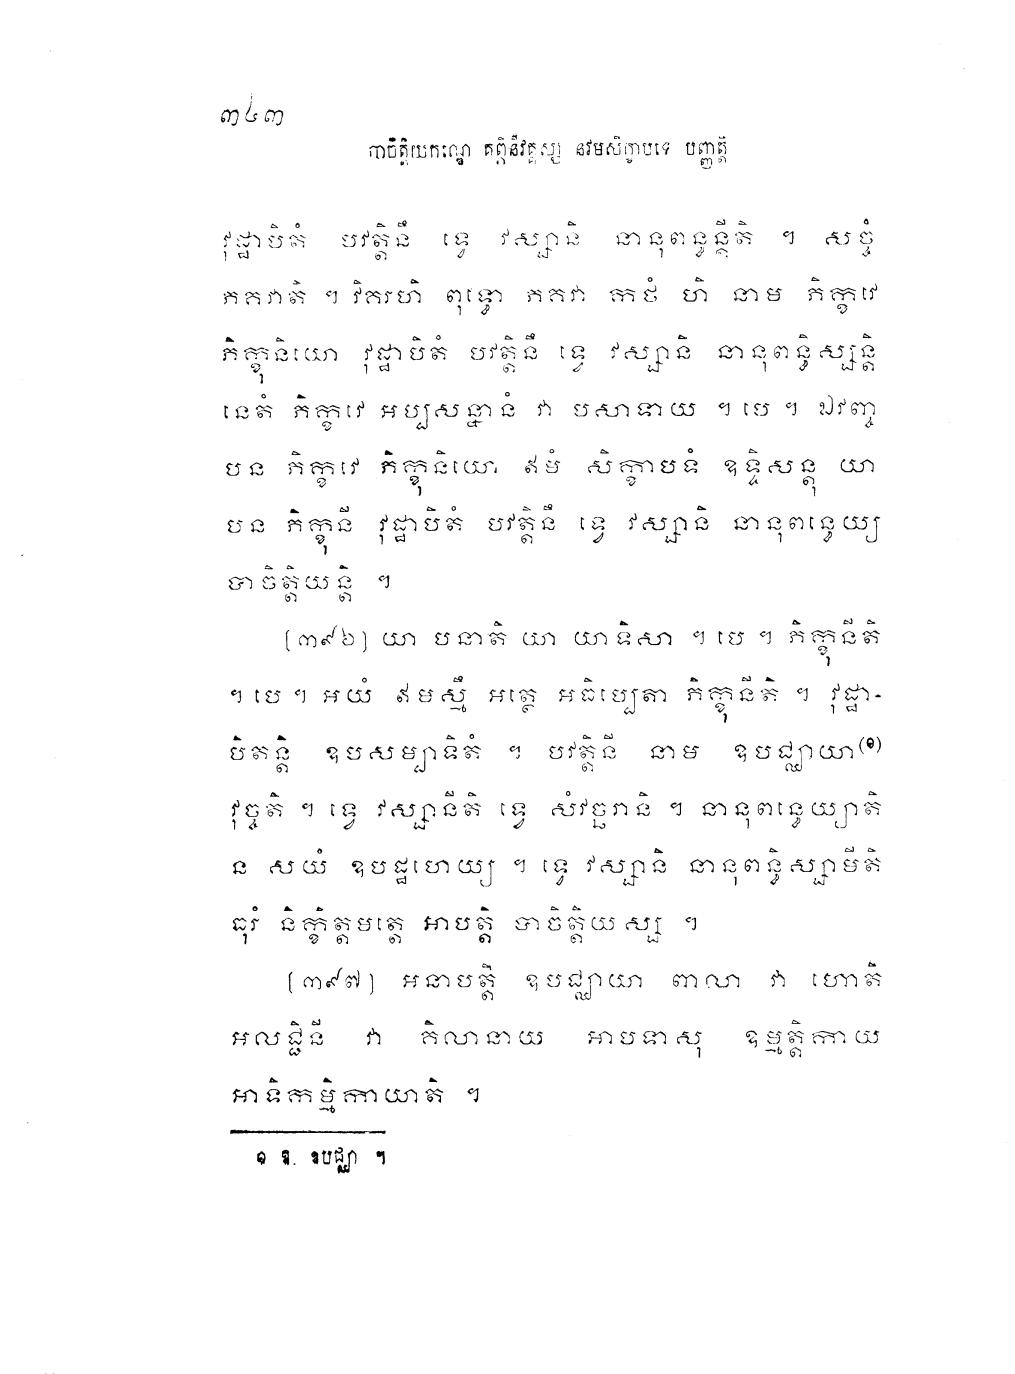 ៣៤៣
បាចិត្តិយកណ្ឌេ គព្ភិនីវគ្គស្ស នវមសិក្ខាបទេ បញ្ញត្តិ
វុដ្ឋាបិតំ បវត្តិនឹ ទ្វេ វស្សានិ នានុពន្ធន្តីតិ ។ សច្ចំ
ភគវាតិ ។ វិគរហិ ពុទ្ធោ ភគវា កថំ ហិ នាម ភិក្ខវេ
ភិក្ខុនិយោ វុដ្ឋាបិតំ បវត្តិនឹ ទ្វេ វស្សានិ នានុពន្ធិស្សន្តិ
នេតំ ភិក្ខវេ អប្បសន្នានំ វា បសាទាយ ។ បេ ។ ឯវញ្ច
បន ភិក្ខវេ ភិក្ខុនិយោ ឥមំ សិក្ខាបទំ ឧទ្ទិសន្តុ យា
បន ភិក្ខុនី វុដ្ឋាបិតំ បវត្តិនឹ ទ្វេ វស្សានិ នានុពន្ធេយ្យ
បាចិត្តិយន្តិ ។
(៣៩៦) យា បនាតិ យា យាទិសា ។ បេ ។ ភិក្ខុនីតិ
។ បេ ។ អយំ ឥមស្មឹ អត្ថេ អធិប្បេតា ភិក្ខុនីតិ ។ វុដ្ឋា-
បិតន្តិ ឧបសម្បាទិតំ ។ បវត្តិនី នាម ឧបជ្ឈាយា(១)
វុច្ចតិ ។ ទ្វេ វស្សានីតិ ទ្វេ សំវច្ឆរានិ ។ នានុពន្ធេយ្យាតិ
ន សយំ ឧបដ្ឋហេយ្យ ។ ទ្វេ វស្សានិ នានុពន្ធិស្សាមីតិ
ធុរំ និក្ខិត្តមត្តេ អាបត្តិ បាចិត្តិយស្ស ។
(៣៩៧) អនាបត្តិ ឧបជ្ឈាយា ពាលា វា ហោតិ
អលជ្ជិនី វា គិលានាយ អាបទាសុ ឧម្មត្តិកាយ
អាទិកម្មិកាយាតិ ។
១ ឱ. ឧបជ្ឈា ។